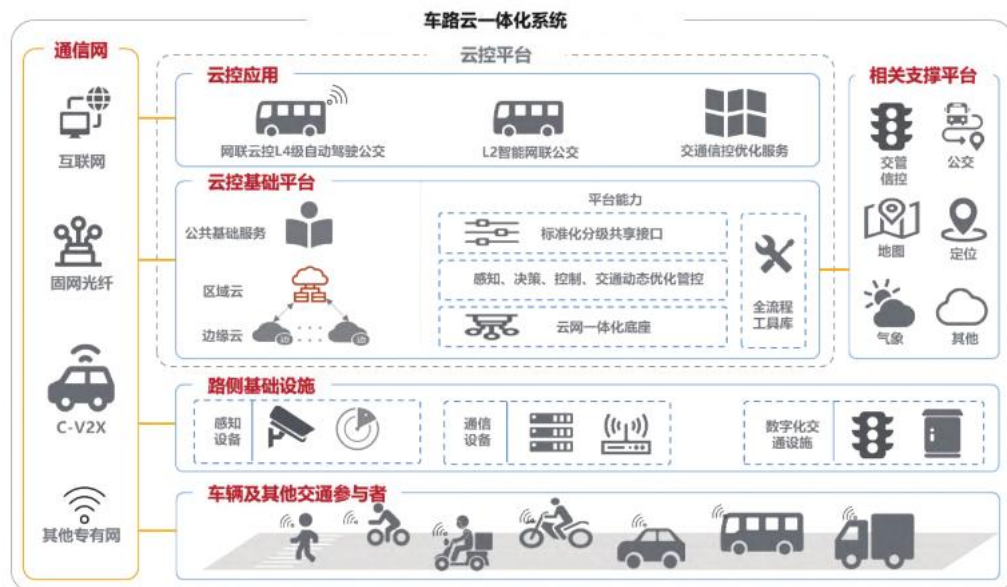 车路云一体化系统
通信网
互联网
固网光纤
C-V2X
其他专有网
云控平台
云控应用
网联云控L4级自动驾驶公交
L2智能网联公交
交通信控优化服务
云控基础平台
公共基础服务
区域云
边缘云
平台能力
标准化分级共享接口
感知、决策、控制、交通动态优化管控
云网一体化底座
全流程
工具库
相关支撑平台
交管
信控
公交
地图
定位
气象
其他
路侧基础设施
感知
设备
通信
设备
数字化交
通设施
车辆及其他交通参与者